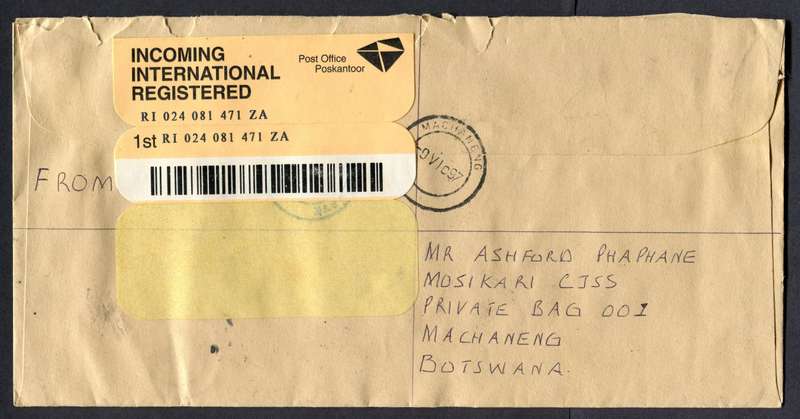 INCOMING
INTERNATIONAL
REGISTERED
Post Office
Poskantoor
RI 024 081 471 ZA
1st RI 024 081 471 ZA
MACHANENG
FROM
MR ASHFORD PHAPHANE
MOSIKARI CJSS
PRIVATE BAG 001
MACHANENG
BOTSWANA.